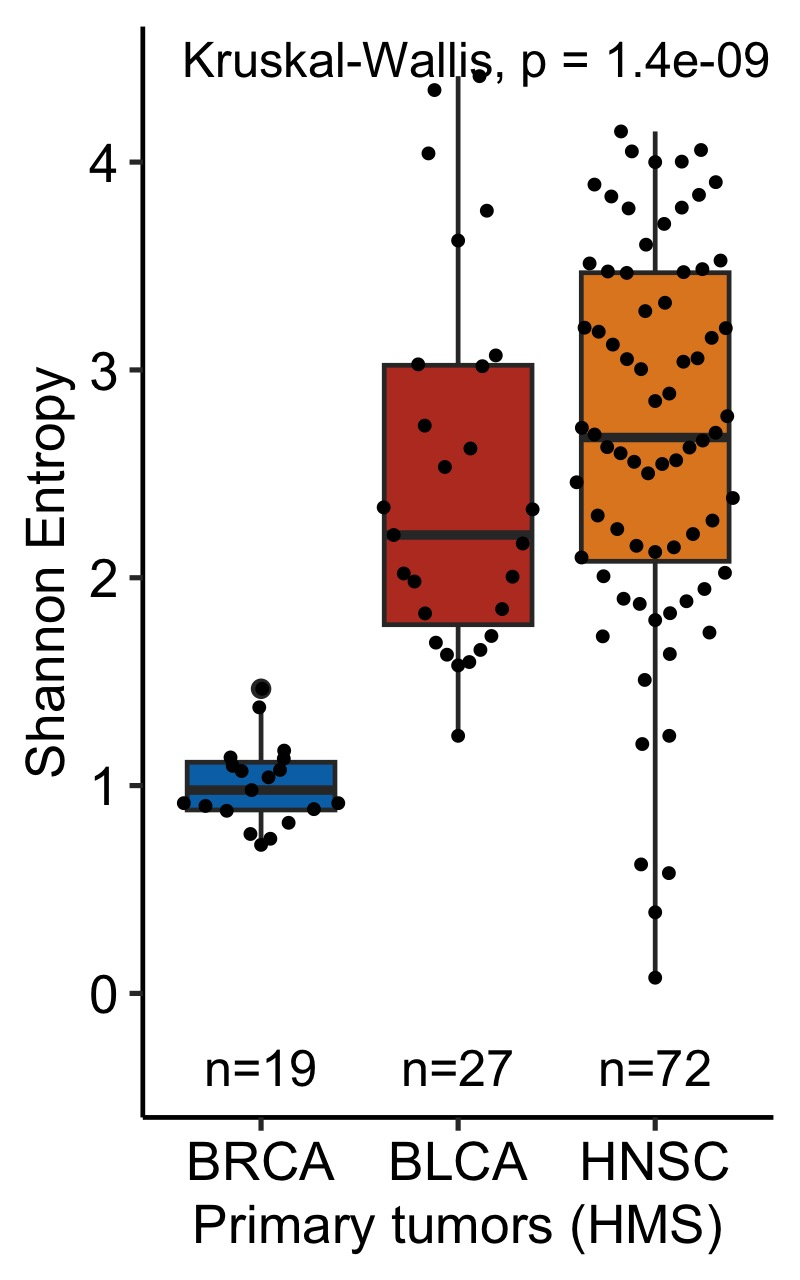 Kruskal-Wallis, p = 1.4e-09
Shannon Entropy
4
3
2
1
0
n=19 n=27 n=72
BRCA BLCA HNSC
Primary tumors (HMS)